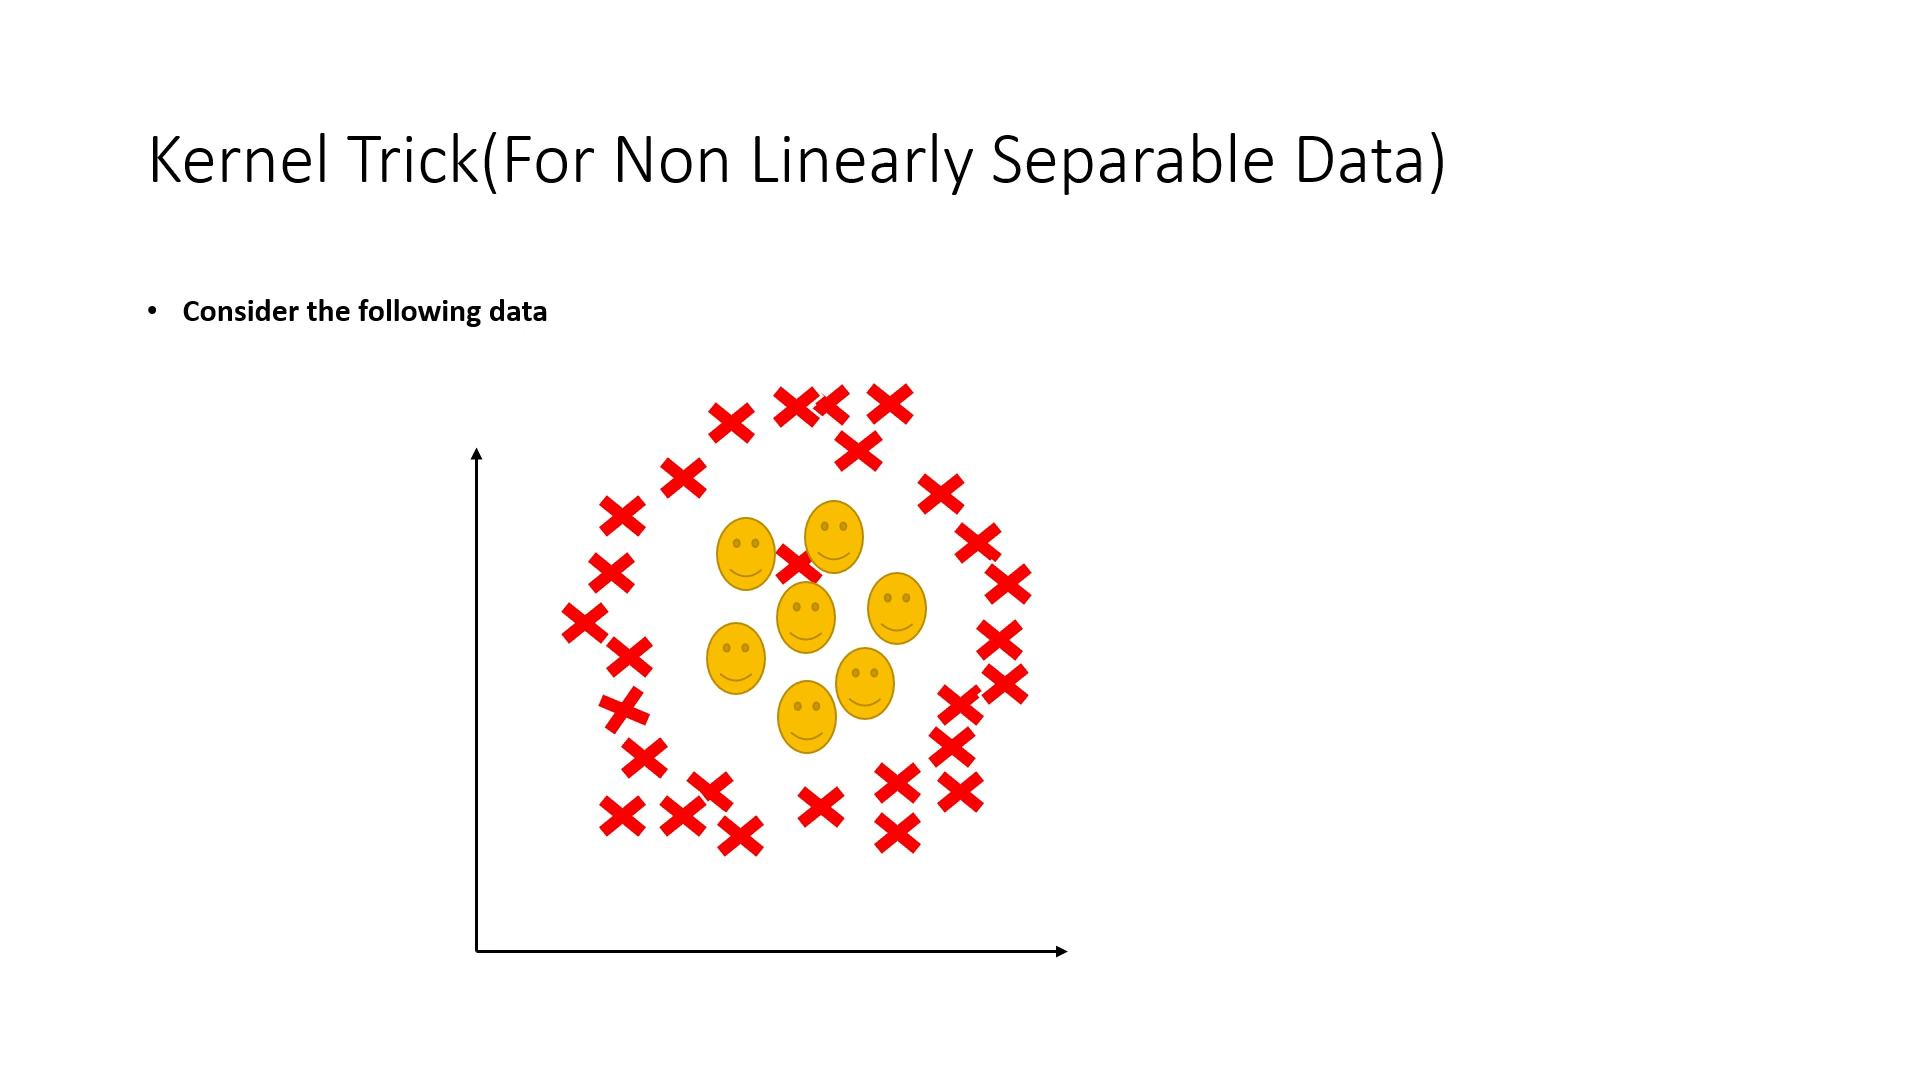 Kernel Trick(For Non Linearly Separable Data)
• Consider the following data